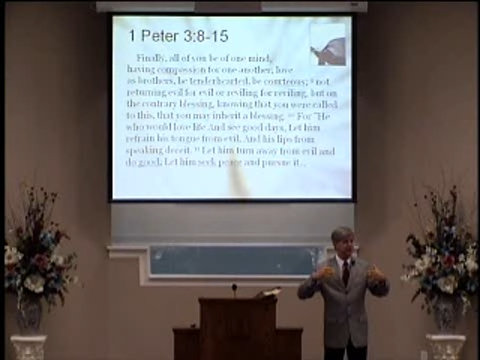 1 Peter 3:8-15
Finally, all of you be of one mind,
having compassion for one another, love
as brothers, be tenderhearted, be courteous; 9 not
returning evil for evil or reviling for reviling, but on
the contrary blessing, knowing that you were called
to this, that you may inherit a blessing. 10 For "He
who would love life And see good days, Let him
refrain his tongue from evil, And his lips from
speaking deceit. 11 Let him turn away from evil and
do good, Let him seek peace and pursue it...